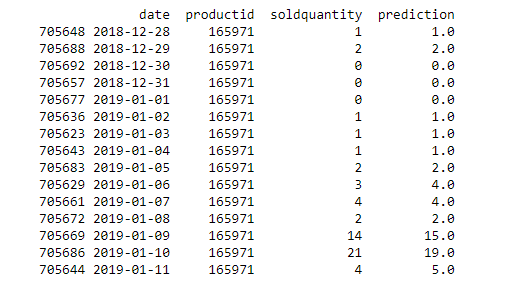 date productid soldquantity prediction
705648 2018-12-28 165971 1 1.0
705688 2018-12-29 165971 2 2.0
705692 2018-12-30 165971 0 0.0
705657 2018-12-31 165971 0 0.0
705677 2019-01-01 165971 0 0.0
705636 2019-01-02 165971 1 1.0
705623 2019-01-03 165971 1 1.0
705643 2019-01-04 165971 1 1.0
705683 2019-01-05 165971 2 2.0
705629 2019-01-06 165971 3 4.0
705661 2019-01-07 165971 4 4.0
705672 2019-01-08 165971 2 2.0
705669 2019-01-09 165971 14 15.0
705686 2019-01-10 165971 21 19.0
705644 2019-01-11 165971 4 5.0